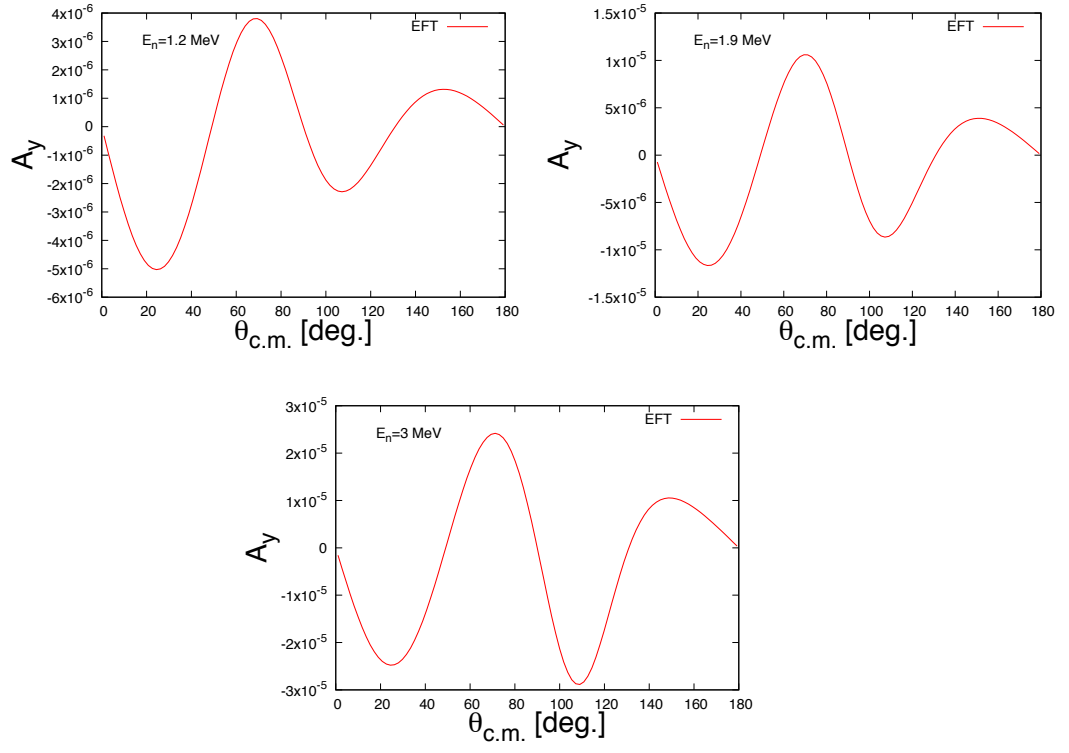 4x10⁻⁶
3x10⁻⁶
2x10⁻⁶
1x10⁻⁶
0
-1x10⁻⁶
-2x10⁻⁶
-3x10⁻⁶
-4x10⁻⁶
-5x10⁻⁶
-6x10⁻⁶
A_y
E_n=1.2 MeV
EFT
0 20 40 60 80 100 120 140 160 180
θ_c.m. [deg.]
1.5x10⁻⁵
1x10⁻⁵
5x10⁻⁶
0
-5x10⁻⁶
-1x10⁻⁵
-1.5x10⁻⁵
A_y
E_n=1.9 MeV
EFT
0 20 40 60 80 100 120 140 160 180
θ_c.m. [deg.]
3x10⁻⁵
2x10⁻⁵
1x10⁻⁵
0
-1x10⁻⁵
-2x10⁻⁵
-3x10⁻⁵
A_y
E_n=3 MeV
EFT
0 20 40 60 80 100 120 140 160 180
θ_c.m. [deg.]